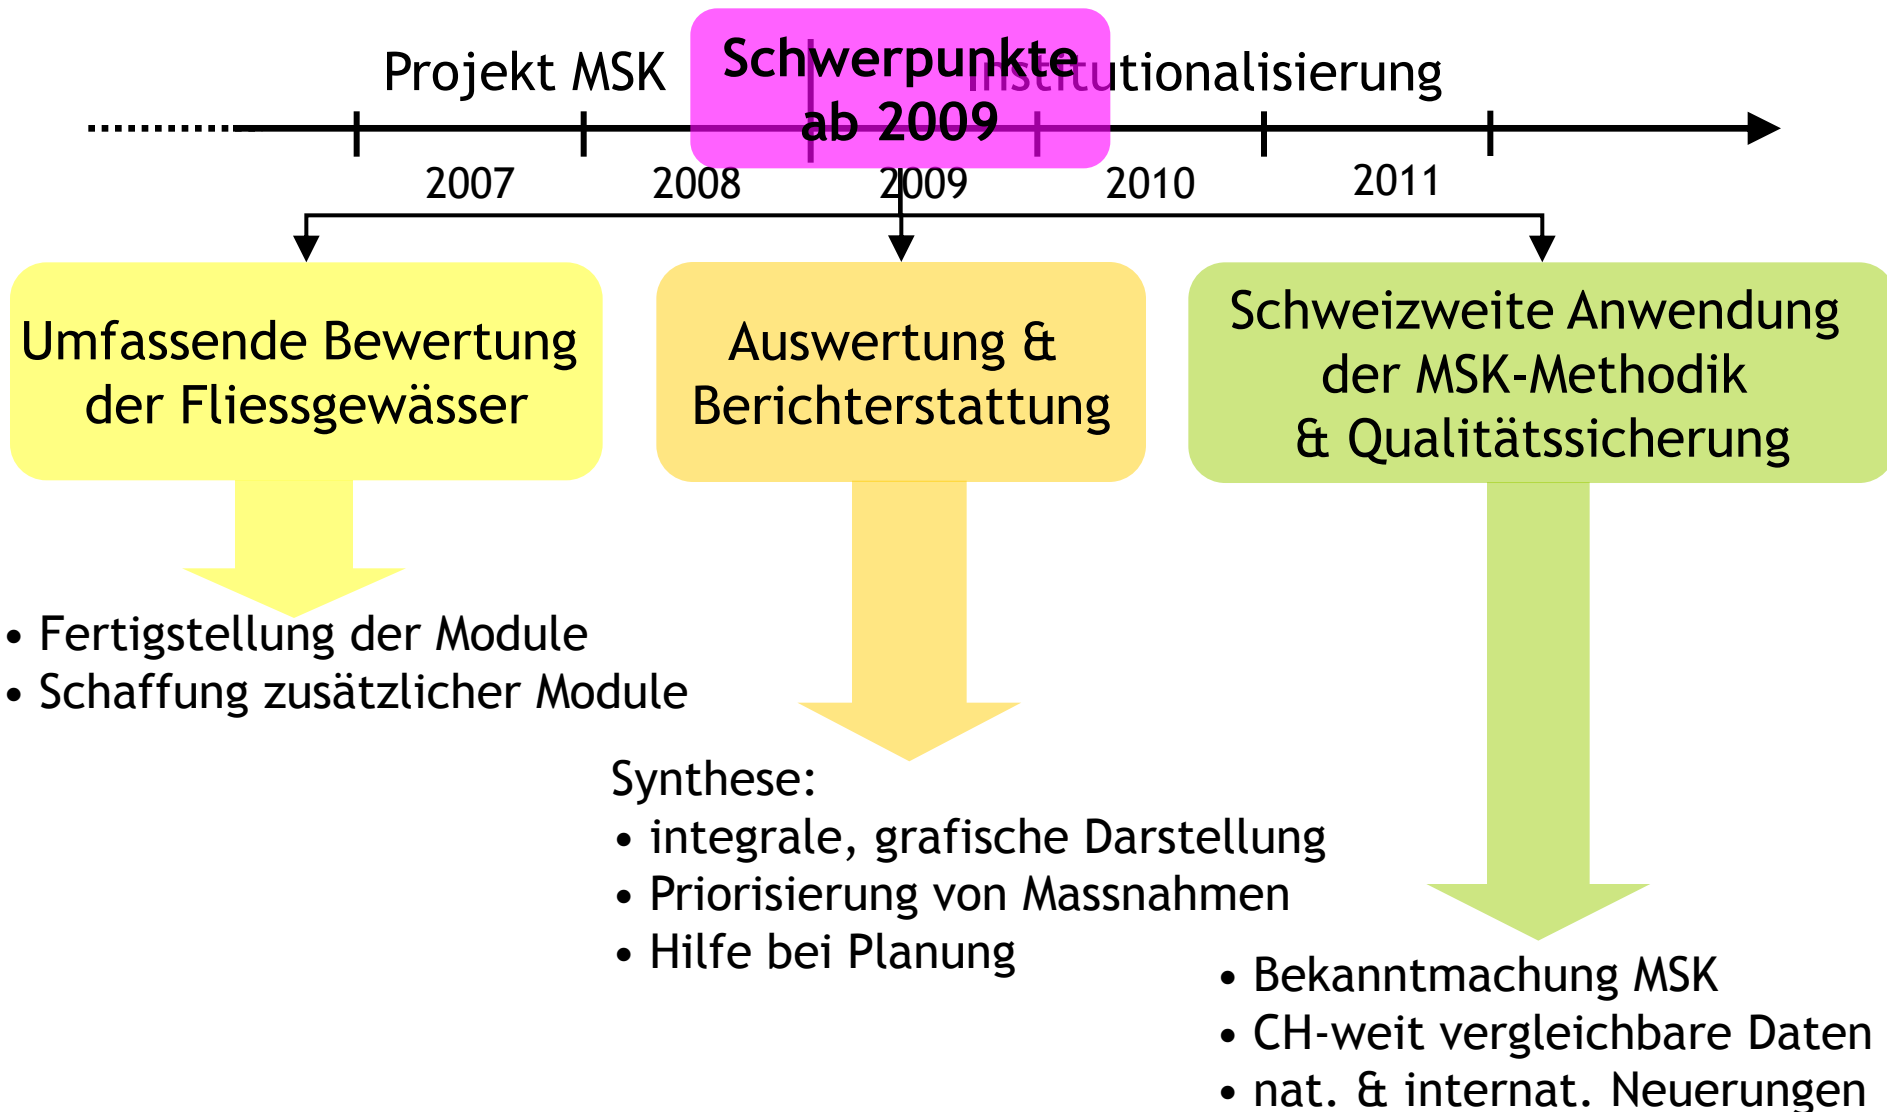 Projekt MSK
Institutionalisierung
Schwerpunkte
ab 2009
2007 2008 2009 2010 2011
Umfassende Bewertung
der Fliessgewässer
Auswertung &
Berichterstattung
Schweizweite Anwendung
der MSK-Methodik
& Qualitätssicherung
• Fertigstellung der Module
• Schaffung zusätzlicher Module
Synthese:
• integrale, grafische Darstellung
• Priorisierung von Massnahmen
• Hilfe bei Planung
• Bekanntmachung MSK
• CH-weit vergleichbare Daten
• nat. & internat. Neuerungen